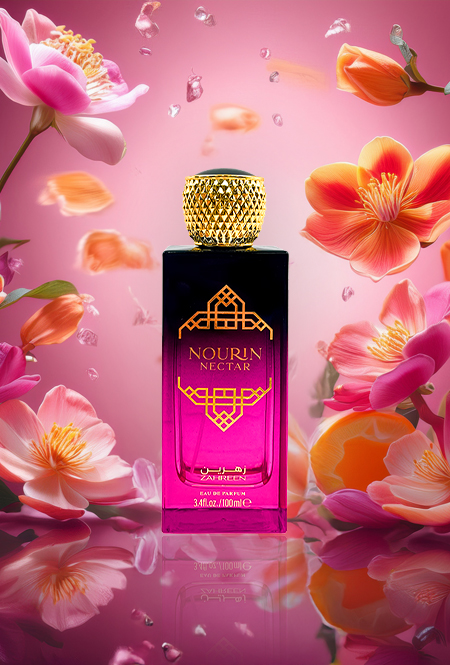 NOURIN
NECTAR
زهرين
ZAHREEN
EAU DE PARFUM
3.4fl.oz./100ml℮